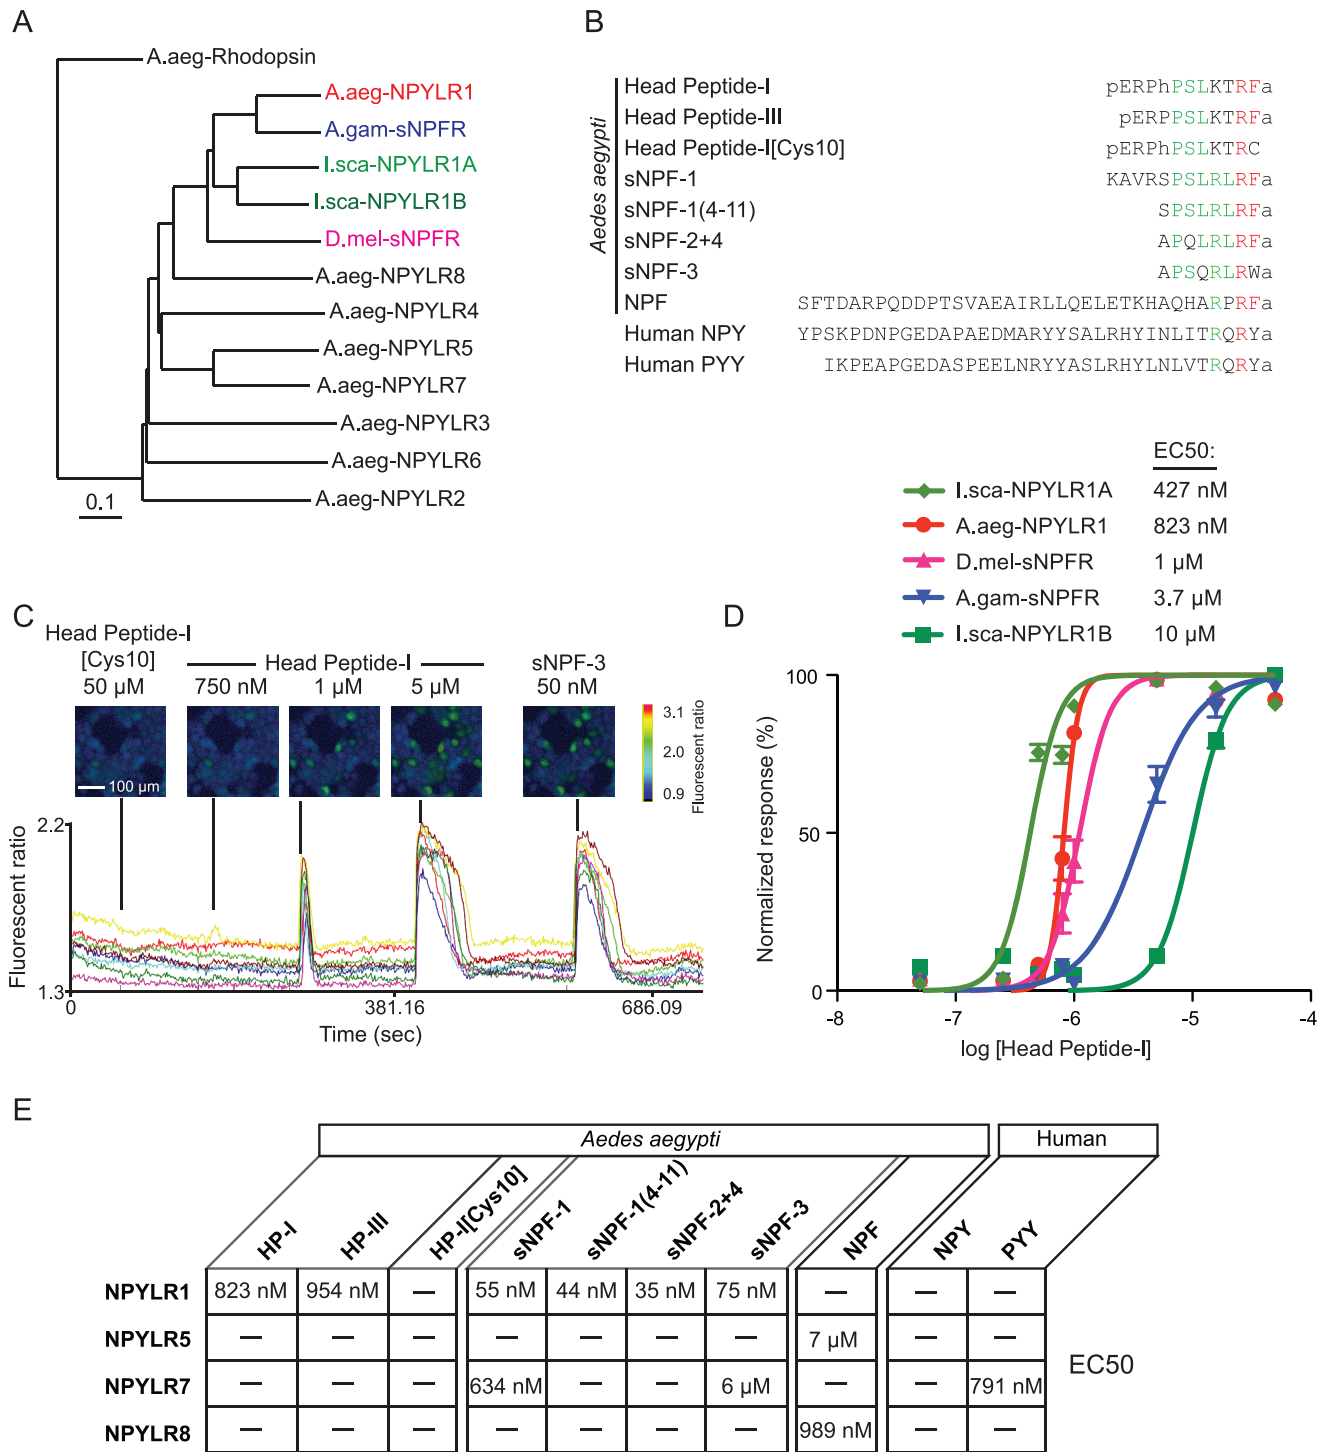 A
A.aeg-Rhodopsin
A.aeg-NPYLR1
A.gam-sNPFR
I.sca-NPYLR1A
I.sca-NPYLR1B
D.mel-sNPFR
A.aeg-NPYLR8
A.aeg-NPYLR4
A.aeg-NPYLR5
A.aeg-NPYLR7
A.aeg-NPYLR3
A.aeg-NPYLR6
A.aeg-NPYLR2
0.1
B
Aedes aegypti
Head Peptide-I pERPhPSLKTRFa
Head Peptide-III pERPPSLKTRFa
Head Peptide-I[Cys10] pERPhPSLKTRC
sNPF-1 KAVRSPSLRLRFa
sNPF-1(4-11) SPSLRLRFa
sNPF-2+4 APQLRLRFa
sNPF-3 APSQRLRWa
NPF SFTDARPQDDPTSVAEAIRLLQELETKHAQHARPRFa
Human NPY YPSKPDNPGEDAPAEDMARYYSALRHYINLITRQRYa
Human PYY IKPEAPGEDASPEELNRYYASLRHYLNLVTRQRYa
C
Head Peptide-I
[Cys10] Head Peptide-I sNPF-3
50 µM 750 nM 1 µM 5 µM 50 nM
100 µm
3.1
2.0
0.9
Fluorescent ratio
Fluorescent ratio
2.2
1.3
0 381.16 686.09
Time (sec)
D
EC50:
I.sca-NPYLR1A 427 nM
A.aeg-NPYLR1 823 nM
D.mel-sNPFR 1 µM
A.gam-sNPFR 3.7 µM
I.sca-NPYLR1B 10 µM
Normalized response (%)
100
50
0
-8 -7 -6 -5 -4
log [Head Peptide-I]
E
Aedes aegypti Human
HP-I HP-III HP-I[Cys10] sNPF-1 sNPF-1(4-11) sNPF-2+4 sNPF-3 NPF NPY PYY
NPYLR1 823 nM 954 nM — 55 nM 44 nM 35 nM 75 nM — — —
NPYLR5 — — — — — — — 7 µM — —
NPYLR7 — — — 634 nM — — 6 µM — — 791 nM
NPYLR8 — — — — — — — 989 nM — —
EC50